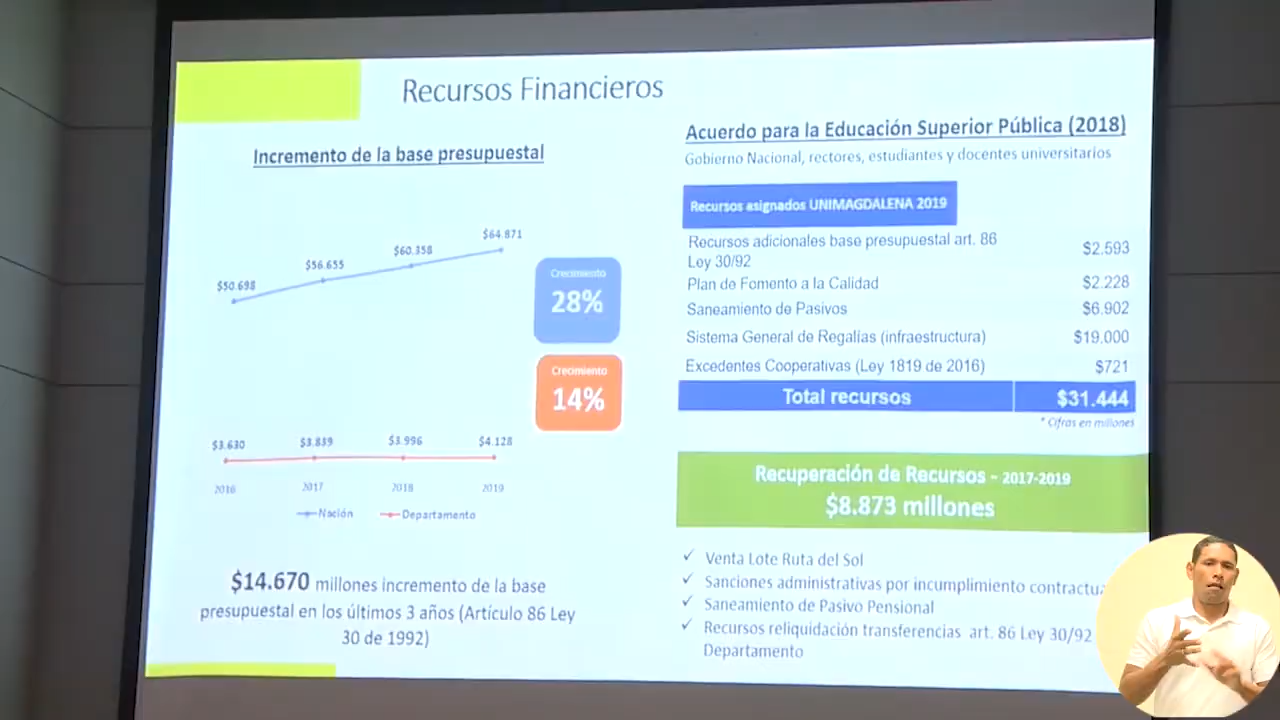 Recursos Financieros
Incremento de la base presupuestal
$50.698
$56.655
$60.358
$64.871
Crecimiento
28%
Crecimiento
14%
$3.630
$3.839
$3.996
$4.128
2016
2017
2018
2019
Nación
Departamento
$14.670 millones incremento de la base
presupuestal en los últimos 3 años (Artículo 86 Ley
30 de 1992)
Acuerdo para la Educación Superior Pública (2018)
Gobierno Nacional, rectores, estudiantes y docentes universitarios
Recursos asignados UNIMAGDALENA 2019
Recursos adicionales base presupuestal art. 86
Ley 30/92 $2.593
Plan de Fomento a la Calidad $2.228
Saneamiento de Pasivos $6.902
Sistema General de Regalías (infraestructura) $19.000
Excedentes Cooperativas (Ley 1819 de 2016) $721
Total recursos $31.444
* Cifras en millones
Recuperación de Recursos – 2017-2019
$8.873 millones
✓ Venta Lote Ruta del Sol
✓ Sanciones administrativas por incumplimiento contractua
✓ Saneamiento de Pasivo Pensional
✓ Recursos reliquidación transferencias art. 86 Ley 30/92
Departamento